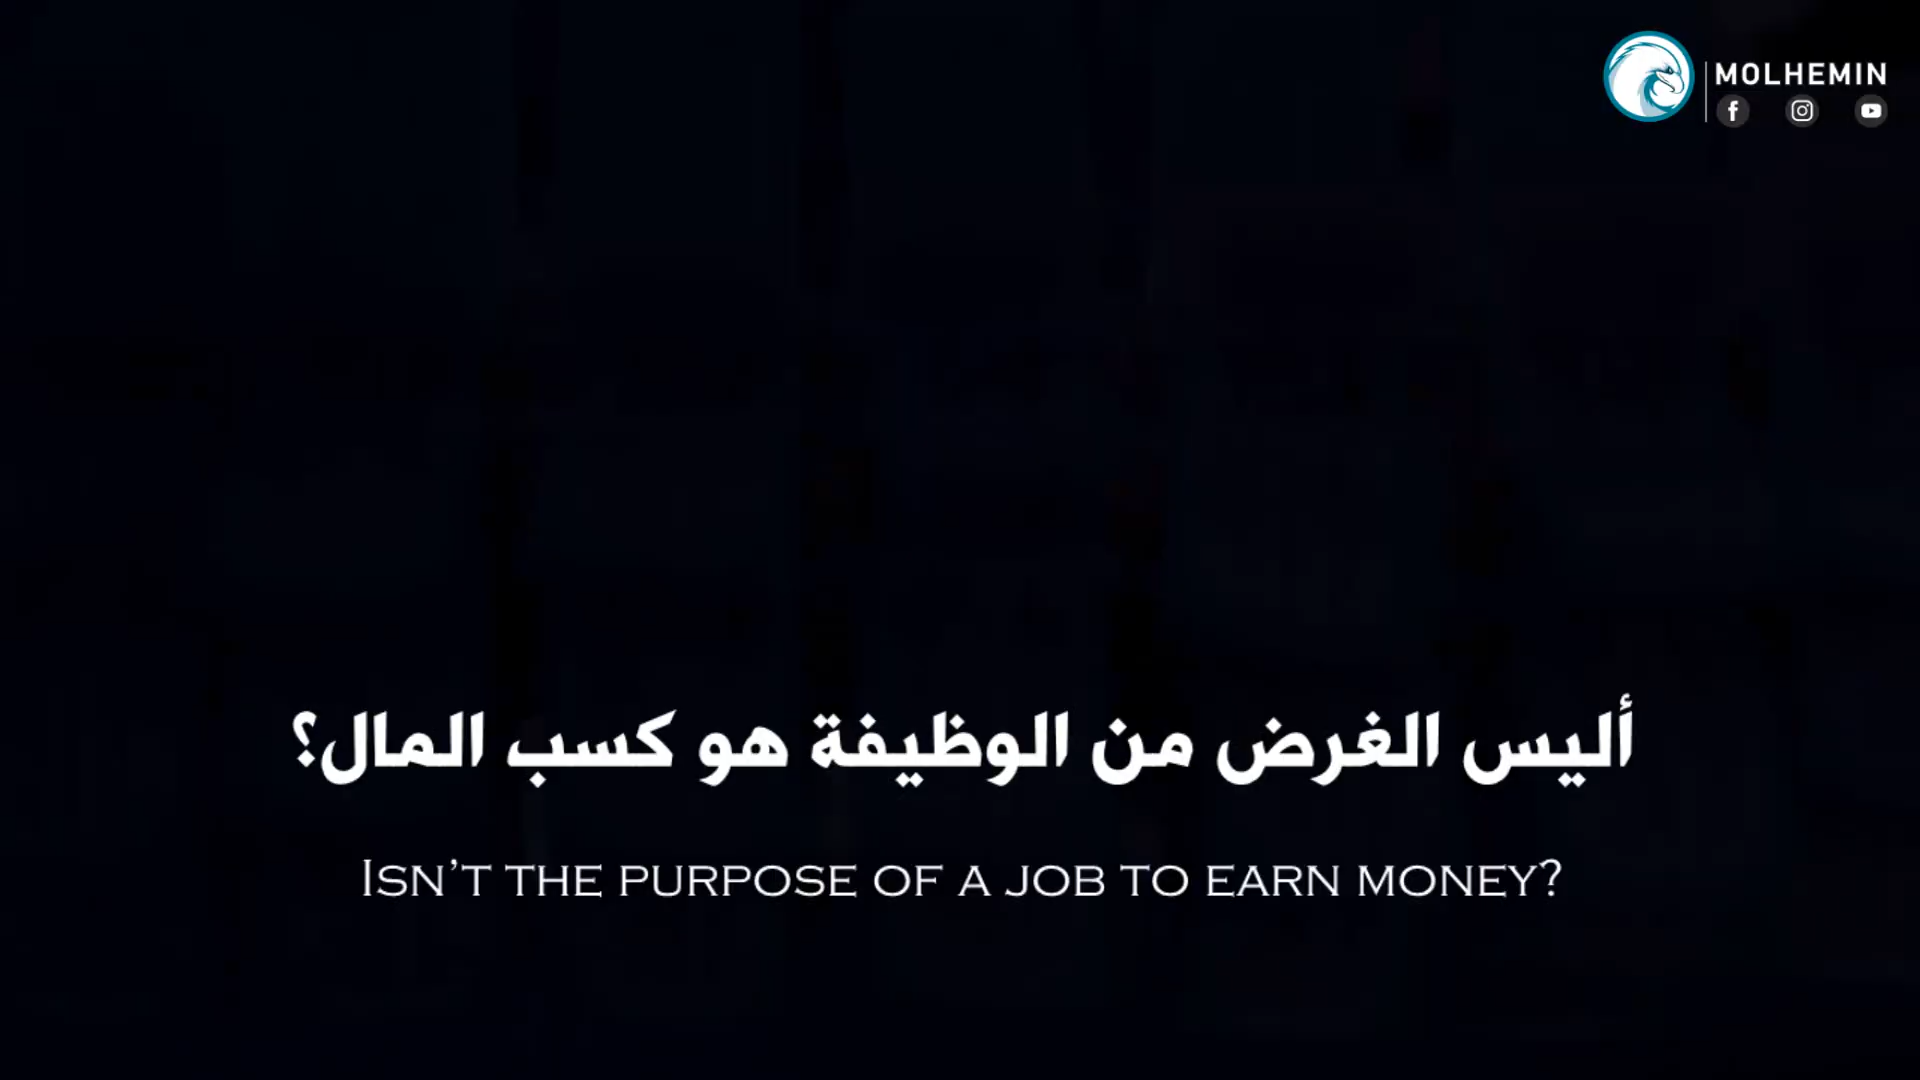 MOLHEMIN
أليس الغرض من الوظيفة هو كسب المال؟
Isn't the purpose of a job to earn money?